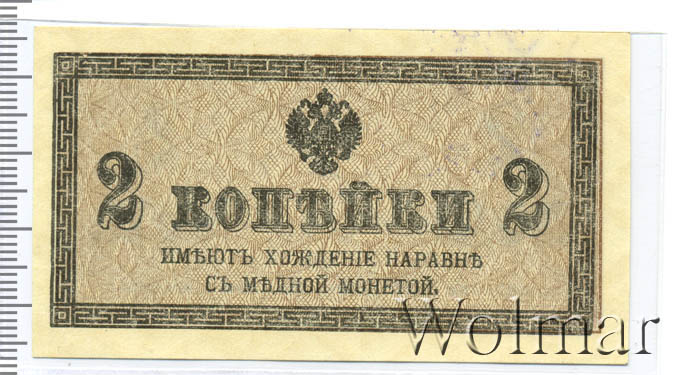 2 КОПѢЙКИ 2
ИМѢЮТЪ ХОЖДЕНІЕ НАРАВНѢ
СЪ МѢДНОЙ МОНЕТОЙ.
Wolmar